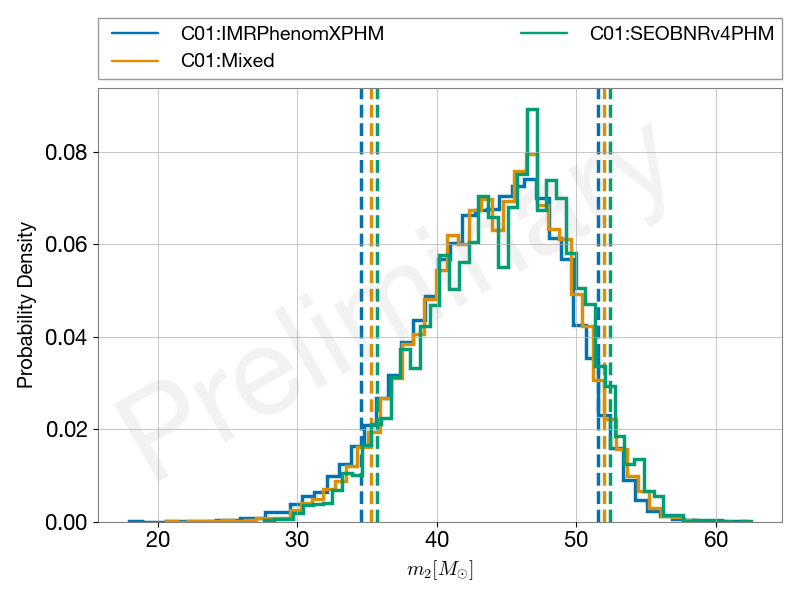 C01:IMRPhenomXPHM
C01:Mixed
C01:SEOBNRv4PHM
Preliminary
Probability Density
0.08
0.06
0.04
0.02
0.00
20 30 40 50 60
m₂[M☉]